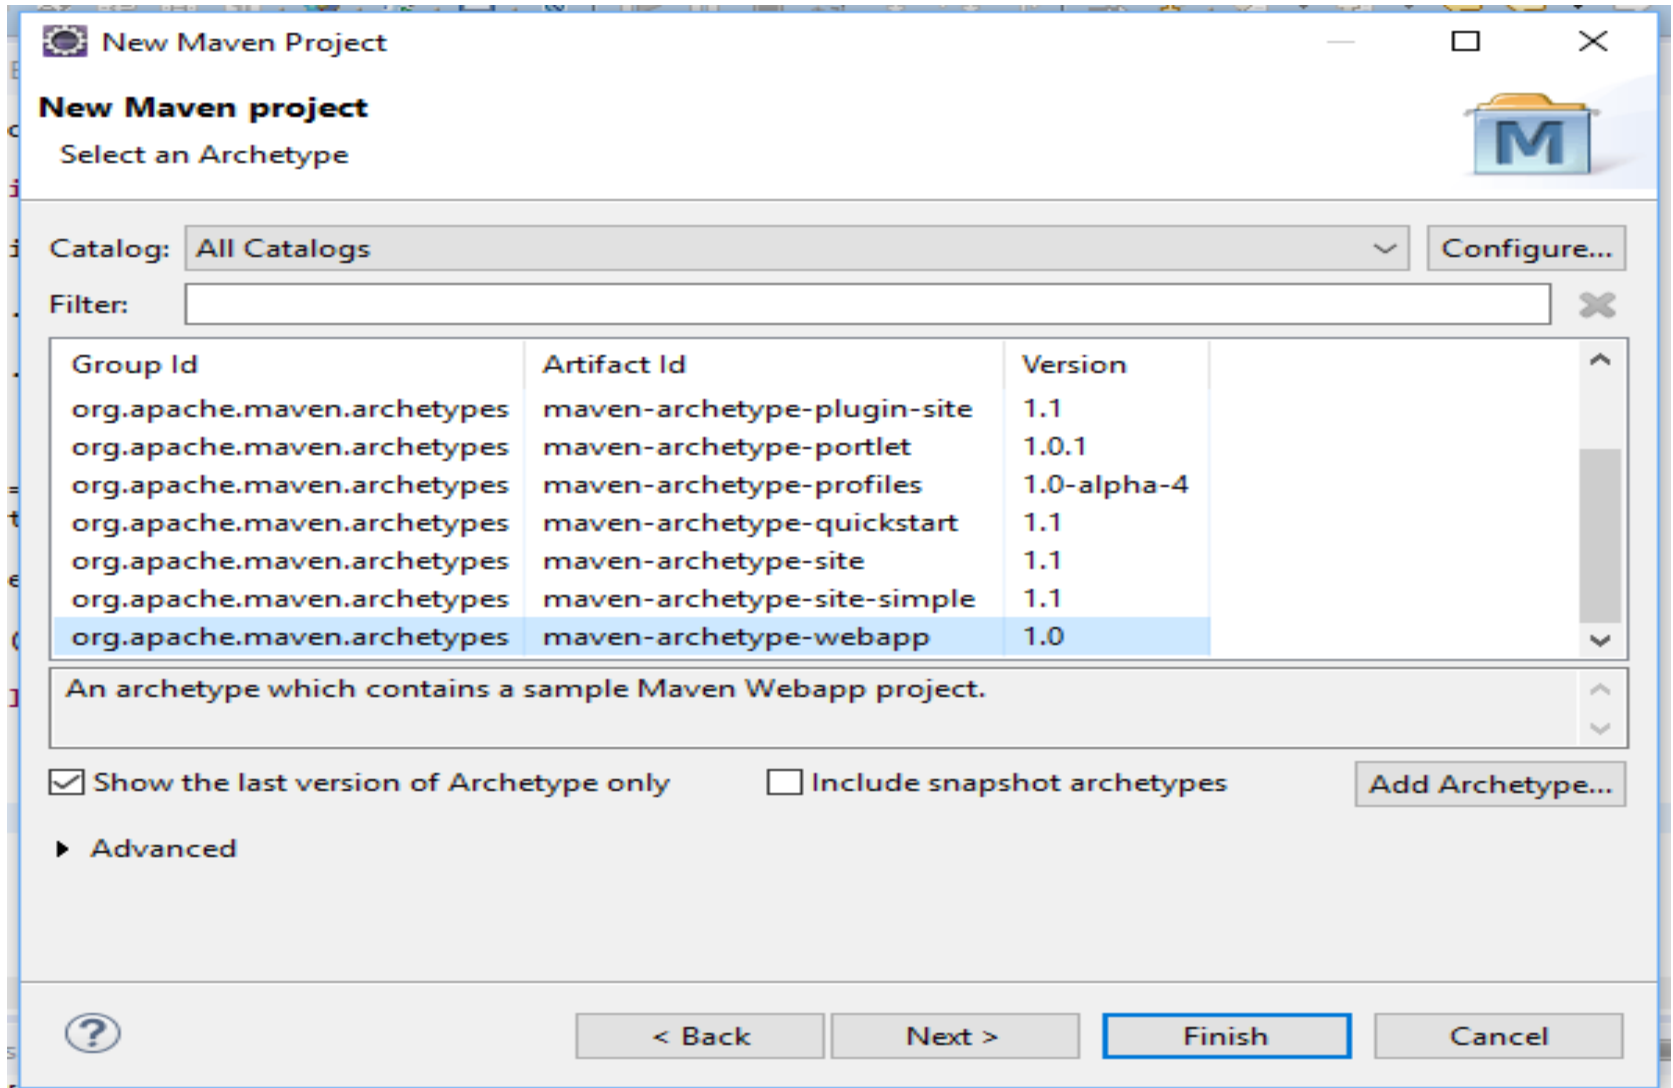 New Maven Project
New Maven project
Select an Archetype
M
Catalog: All Catalogs Configure...
Filter:
Group Id Artifact Id Version
org.apache.maven.archetypes maven-archetype-plugin-site 1.1
org.apache.maven.archetypes maven-archetype-portlet 1.0.1
org.apache.maven.archetypes maven-archetype-profiles 1.0-alpha-4
org.apache.maven.archetypes maven-archetype-quickstart 1.1
org.apache.maven.archetypes maven-archetype-site 1.1
org.apache.maven.archetypes maven-archetype-site-simple 1.1
org.apache.maven.archetypes maven-archetype-webapp 1.0
An archetype which contains a sample Maven Webapp project.
Show the last version of Archetype only Include snapshot archetypes Add Archetype...
Advanced
? < Back Next > Finish Cancel